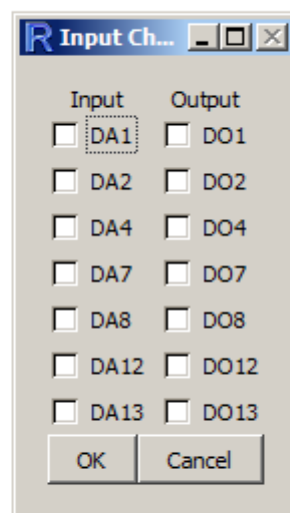 R Input Ch...
Input Output
DA1 DO1
DA2 DO2
DA4 DO4
DA7 DO7
DA8 DO8
DA12 DO12
DA13 DO13
OK Cancel